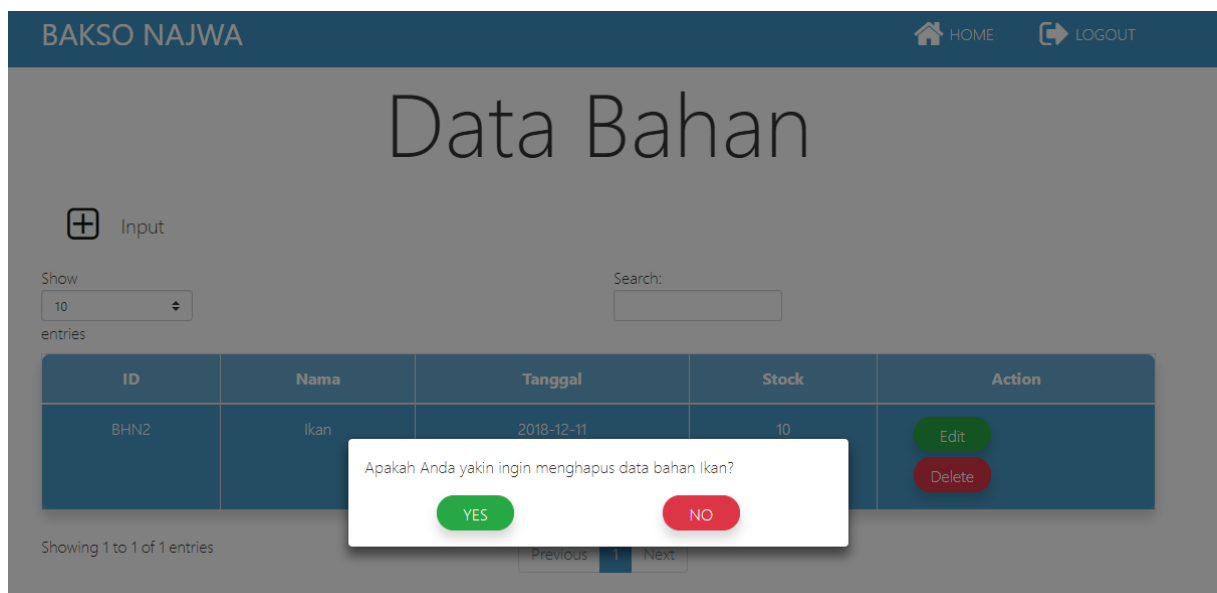 BAKSO NAJWA HOME LOGOUT
Data Bahan
Input
Show Search:
10
entries
ID Nama Tanggal Stock Action
BHN2 Ikan 2018-12-11 10 Edit
Apakah Anda yakin ingin menghapus data bahan Ikan?
Delete
YES NO
Showing 1 to 1 of 1 entries Previous 1 Next